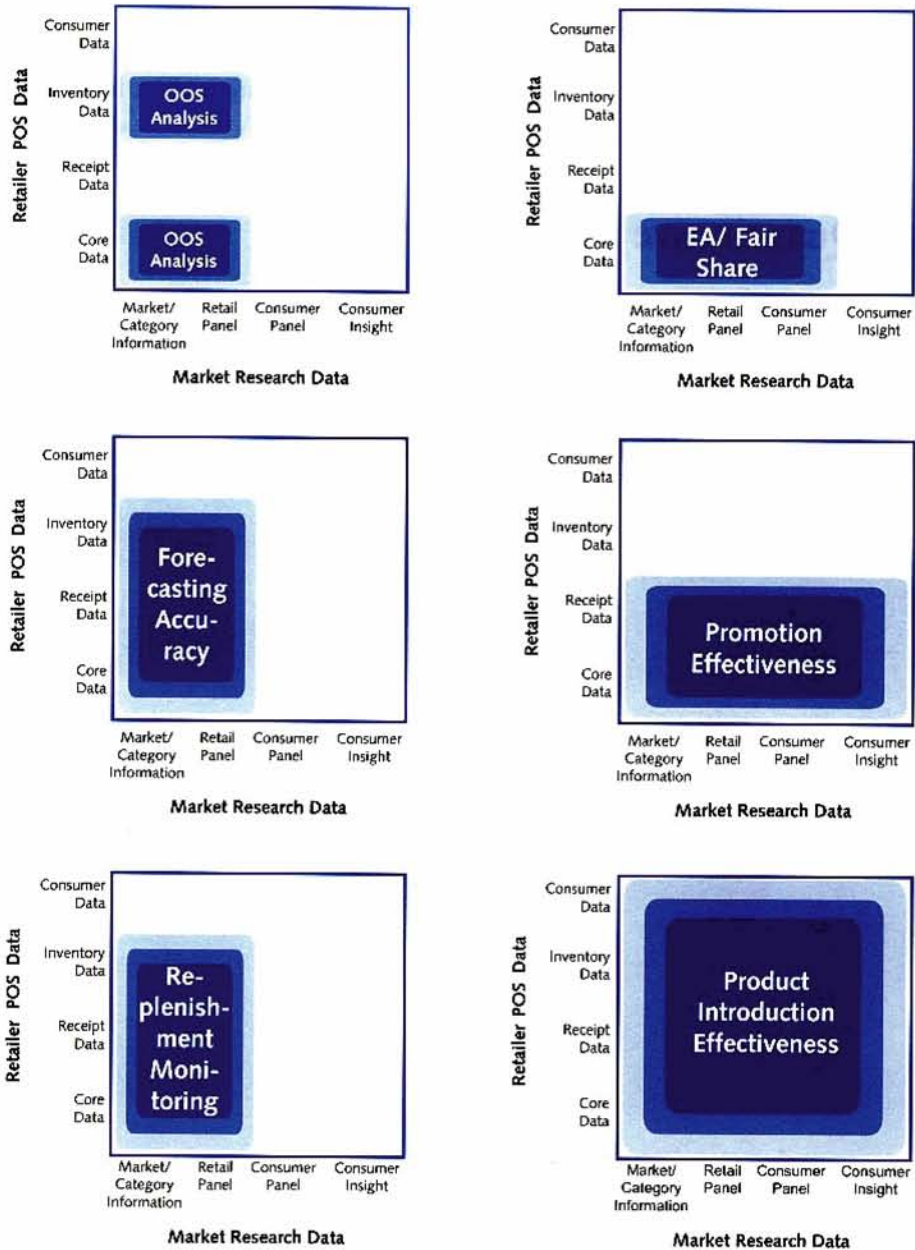 Retailer POS Data
Consumer
Data
Inventory
Data
Receipt
Data
Core
Data
OOS
Analysis
OOS
Analysis
Market/
Category
Information
Retail
Panel
Consumer
Panel
Consumer
Insight
Market Research Data
Retailer POS Data
Consumer
Data
Inventory
Data
Receipt
Data
Core
Data
EA/ Fair
Share
Market/
Category
Information
Retail
Panel
Consumer
Panel
Consumer
Insight
Market Research Data
Retailer POS Data
Consumer
Data
Inventory
Data
Receipt
Data
Core
Data
Fore-
casting
Accu-
racy
Market/
Category
Information
Retail
Panel
Consumer
Panel
Consumer
Insight
Market Research Data
Retailer POS Data
Consumer
Data
Inventory
Data
Receipt
Data
Core
Data
Promotion
Effectiveness
Market/
Category
Information
Retail
Panel
Consumer
Panel
Consumer
Insight
Market Research Data
Retailer POS Data
Consumer
Data
Inventory
Data
Receipt
Data
Core
Data
Re-
plenish-
ment
Moni-
toring
Market/
Category
Information
Retail
Panel
Consumer
Panel
Consumer
Insight
Market Research Data
Retailer POS Data
Consumer
Data
Inventory
Data
Receipt
Data
Core
Data
Product
Introduction
Effectiveness
Market/
Category
Information
Retail
Panel
Consumer
Panel
Consumer
Insight
Market Research Data